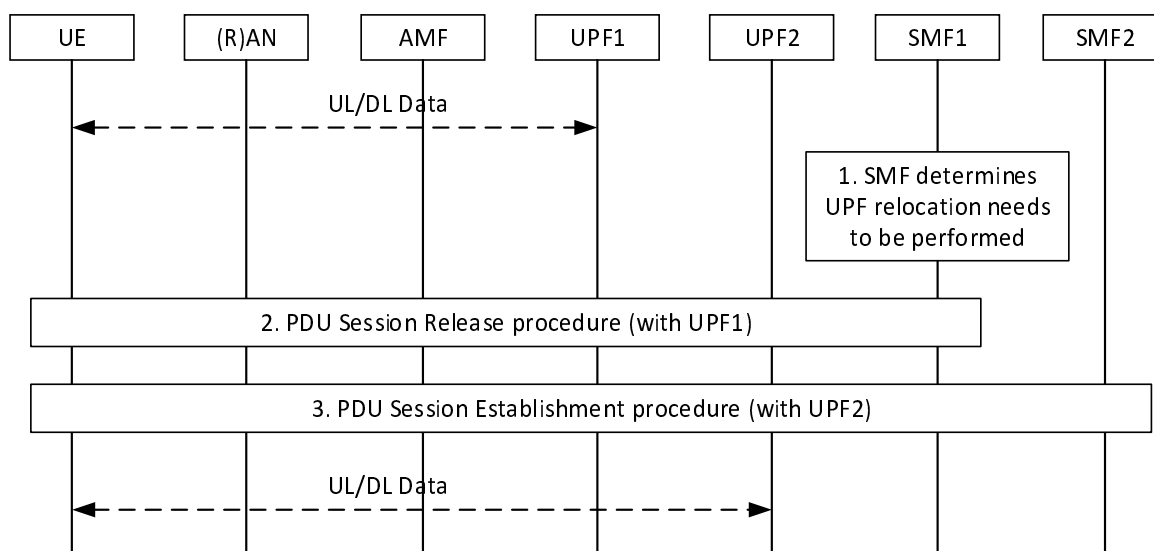 UE
(R)AN
AMF
UPF1
UPF2
SMF1
SMF2
UL/DL Data
1. SMF determines
UPF relocation needs
to be performed
2. PDU Session Release procedure (with UPF1)
3. PDU Session Establishment procedure (with UPF2)
UL/DL Data